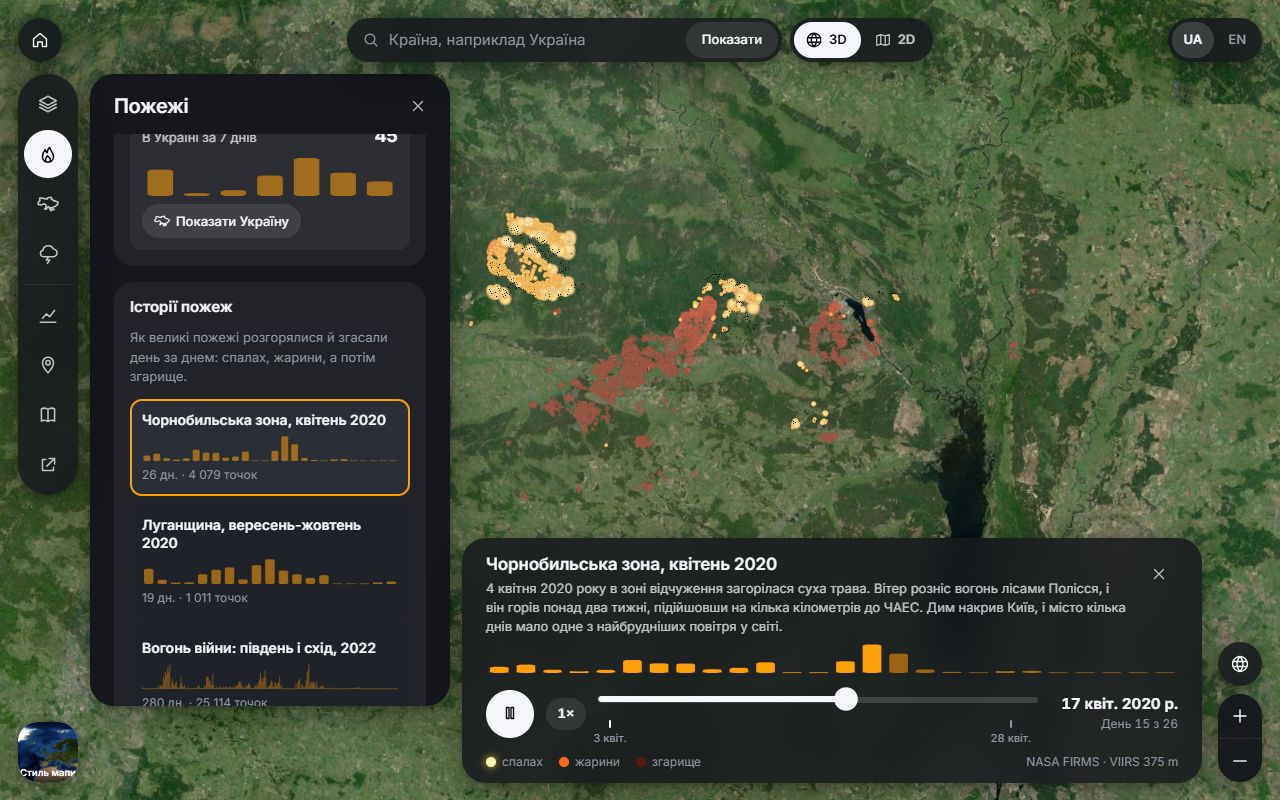 Країна, наприклад Україна
Показати
3D
2D
UA
EN
Пожежі
В Україні за 7 днів
45
Показати Україну
Історії пожеж
Як великі пожежі розгорялися й згасали
день за днем: спалах, жарини, а потім
згарище.
Чорнобильська зона, квітень 2020
26 дн. · 4 079 точок
Луганщина, вересень-жовтень
2020
19 дн. · 1 011 точок
Вогонь війни: південь і схід, 2022
280 дн. · 25 114 точок
Стиль мапи
Чорнобильська зона, квітень 2020
4 квітня 2020 року в зоні відчуження загорілася суха трава. Вітер розніс вогонь лісами Полісся, і
він горів понад два тижні, підійшовши на кілька кілометрів до ЧАЕС. Дим накрив Київ, і місто кілька
днів мало одне з найбрудніших повітря у світі.
1×
17 квіт. 2020 р.
День 15 з 26
3 квіт.
28 квіт.
спалах
жарини
згарище
NASA FIRMS · VIIRS 375 m